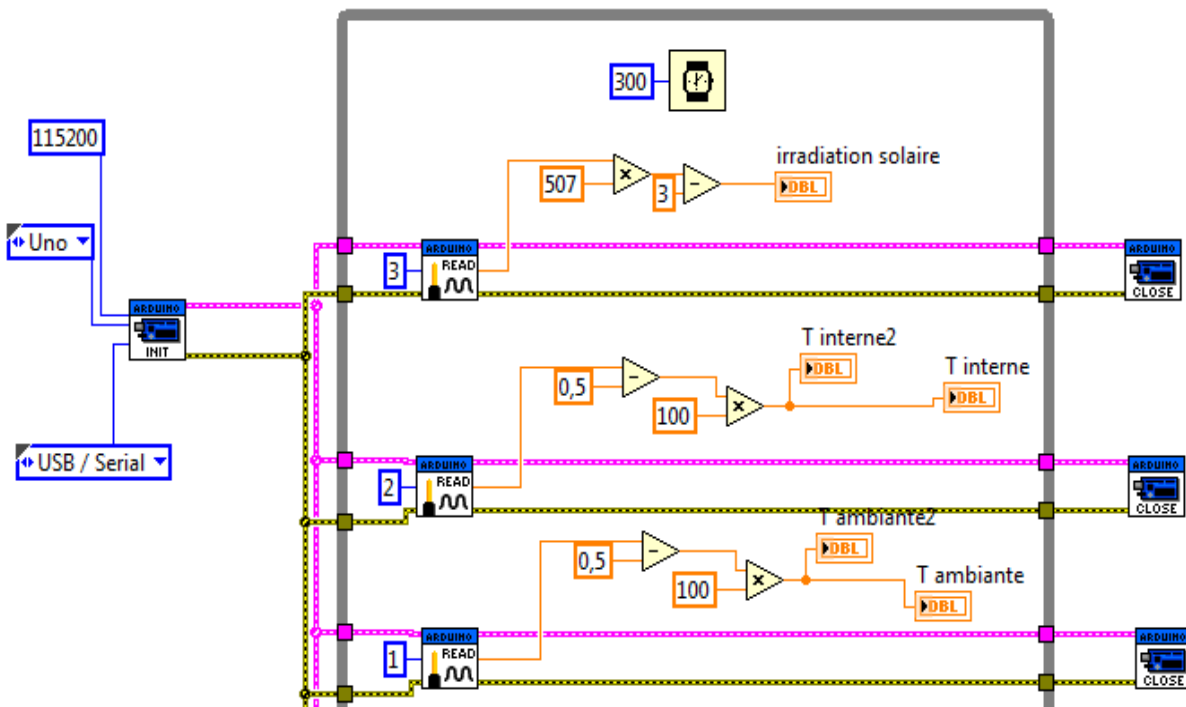 300
115200
irradiation solaire
507
3
DBL
Uno
ARDUINO
READ
3
ARDUINO
CLOSE
ARDUINO
INIT
T interne2
DBL
T interne
DBL
0,5
100
USB / Serial
ARDUINO
READ
2
ARDUINO
CLOSE
T ambiante2
DBL
0,5
T ambiante
DBL
100
ARDUINO
READ
1
ARDUINO
CLOSE